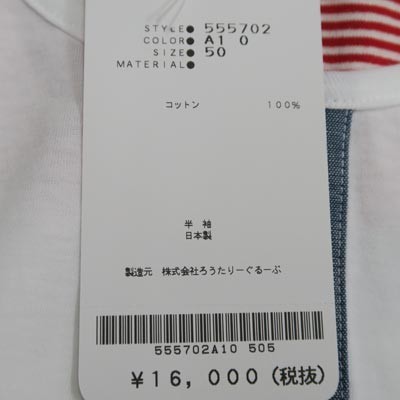 STYLE● 555702
COLOR● A1 0
SIZE● 50
MATERIAL●
コットン 100%
半 袖
日本製
製造元 株式会社ろうたりーぐるーぷ
555702A10 505
¥16,000(税抜)